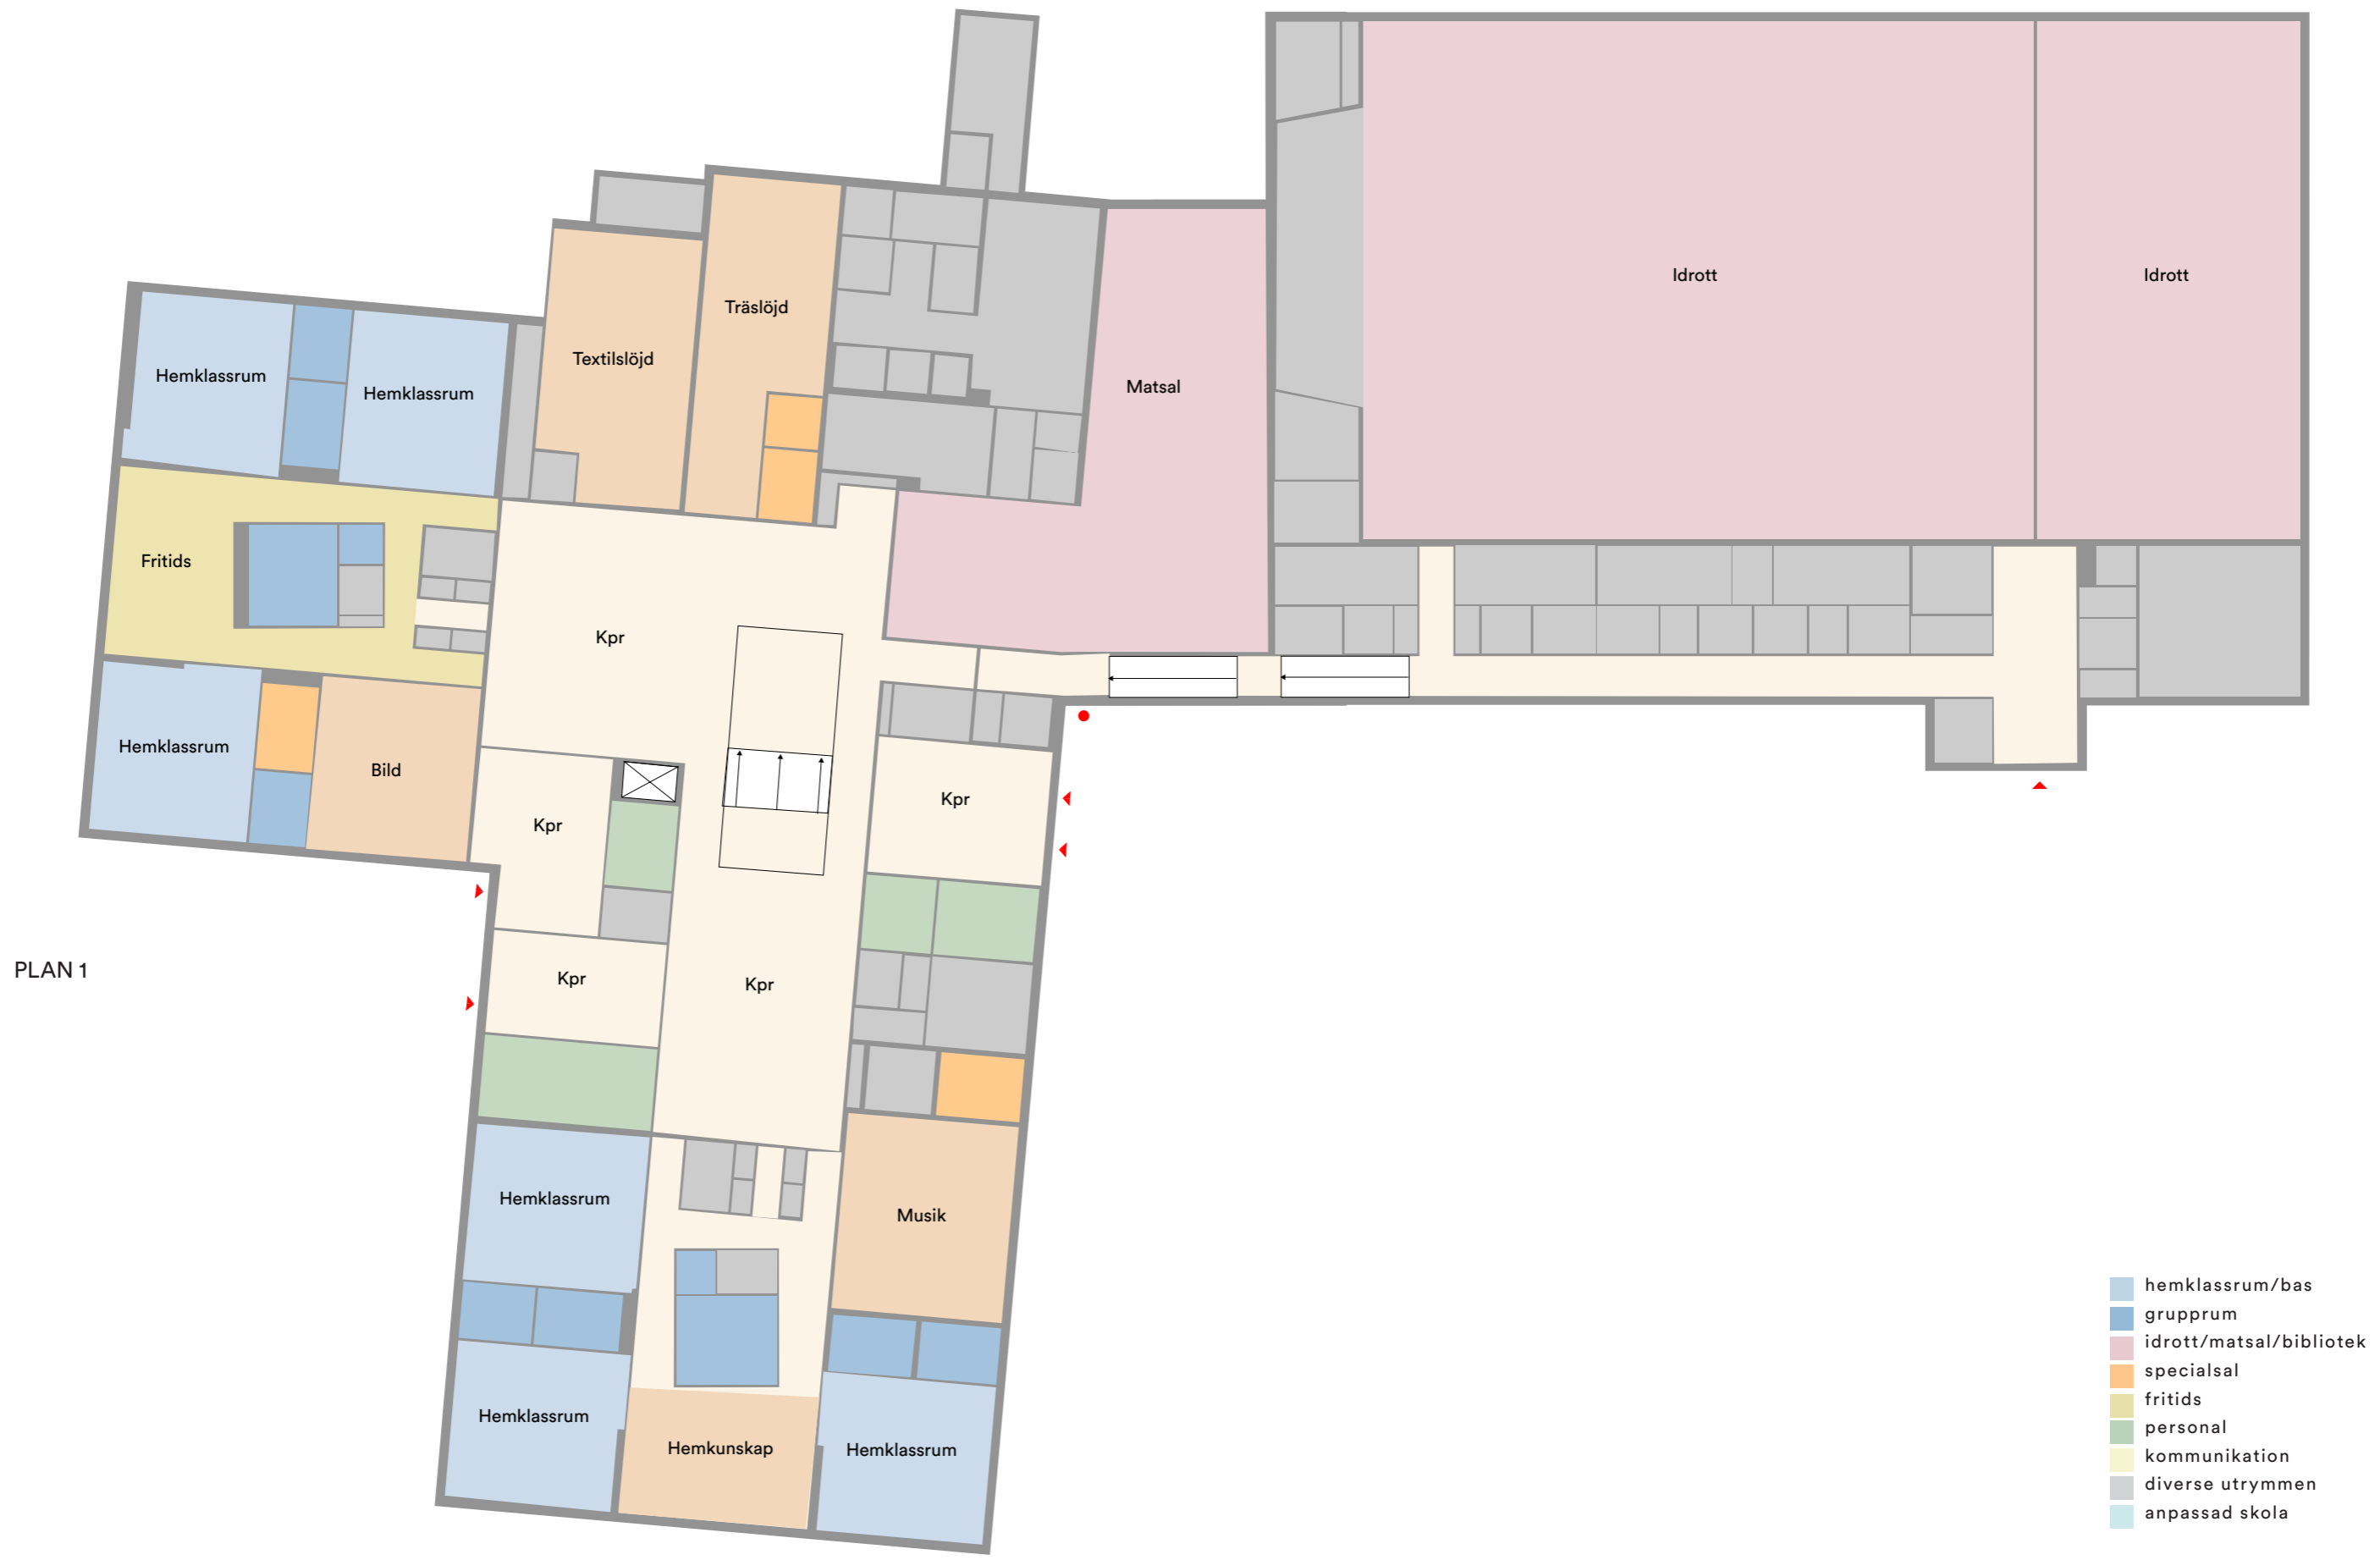 Idrott
Idrott
Träslöjd
Textilslöjd
Hemklassrum
Matsal
Hemklassrum
Fritids
Kpr
Hemklassrum
Bild
Kpr
Kpr
PLAN 1
Kpr
Kpr
Hemklassrum
Musik
Hemklassrum
Hemkunskap
Hemklassrum
hemklassrum/bas
grupprum
idrott/matsal/bibliotek
specialsal
fritids
personal
kommunikation
diverse utrymmen
anpassad skola